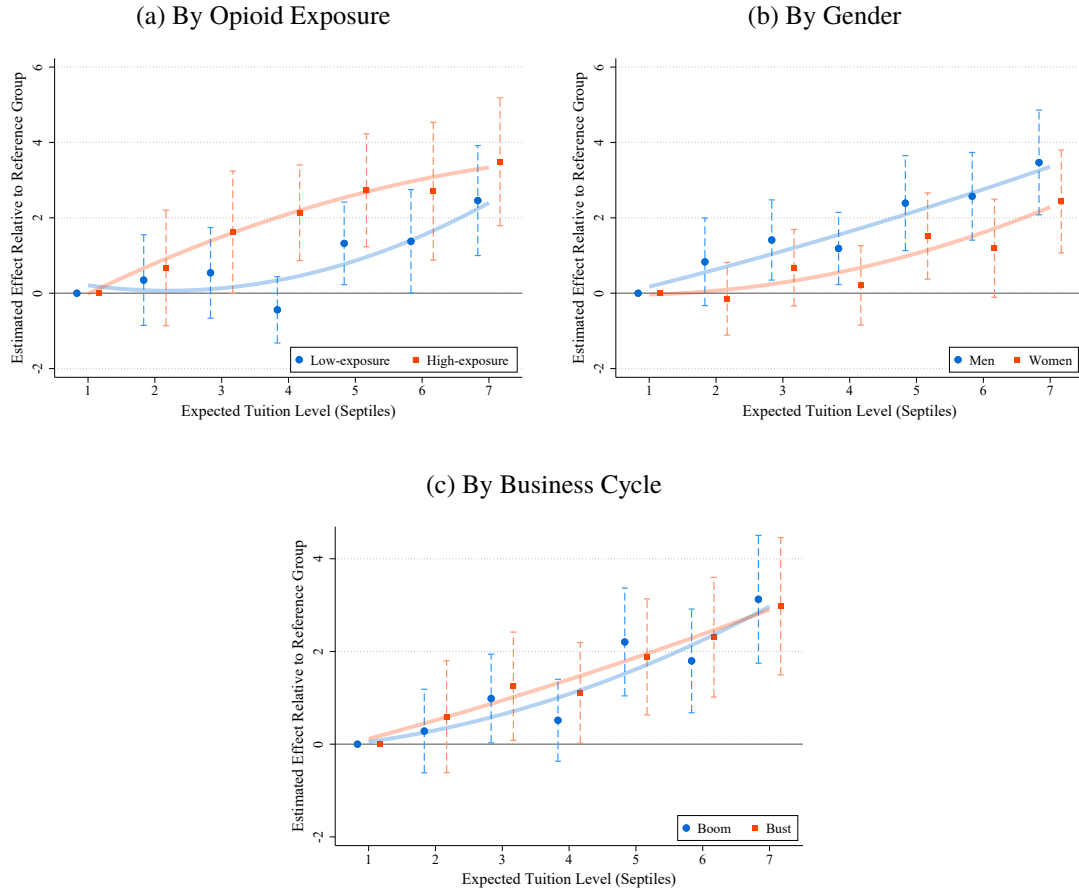 (a) By Opioid Exposure
Estimated Effect Relative to Reference Group
6
4
2
0
-2
Low-exposure High-exposure
1 2 3 4 5 6 7
Expected Tuition Level (Septiles)
(b) By Gender
Estimated Effect Relative to Reference Group
6
4
2
0
-2
Men Women
1 2 3 4 5 6 7
Expected Tuition Level (Septiles)
(c) By Business Cycle
Estimated Effect Relative to Reference Group
4
2
0
-2
Boom Bust
1 2 3 4 5 6 7
Expected Tuition Level (Septiles)